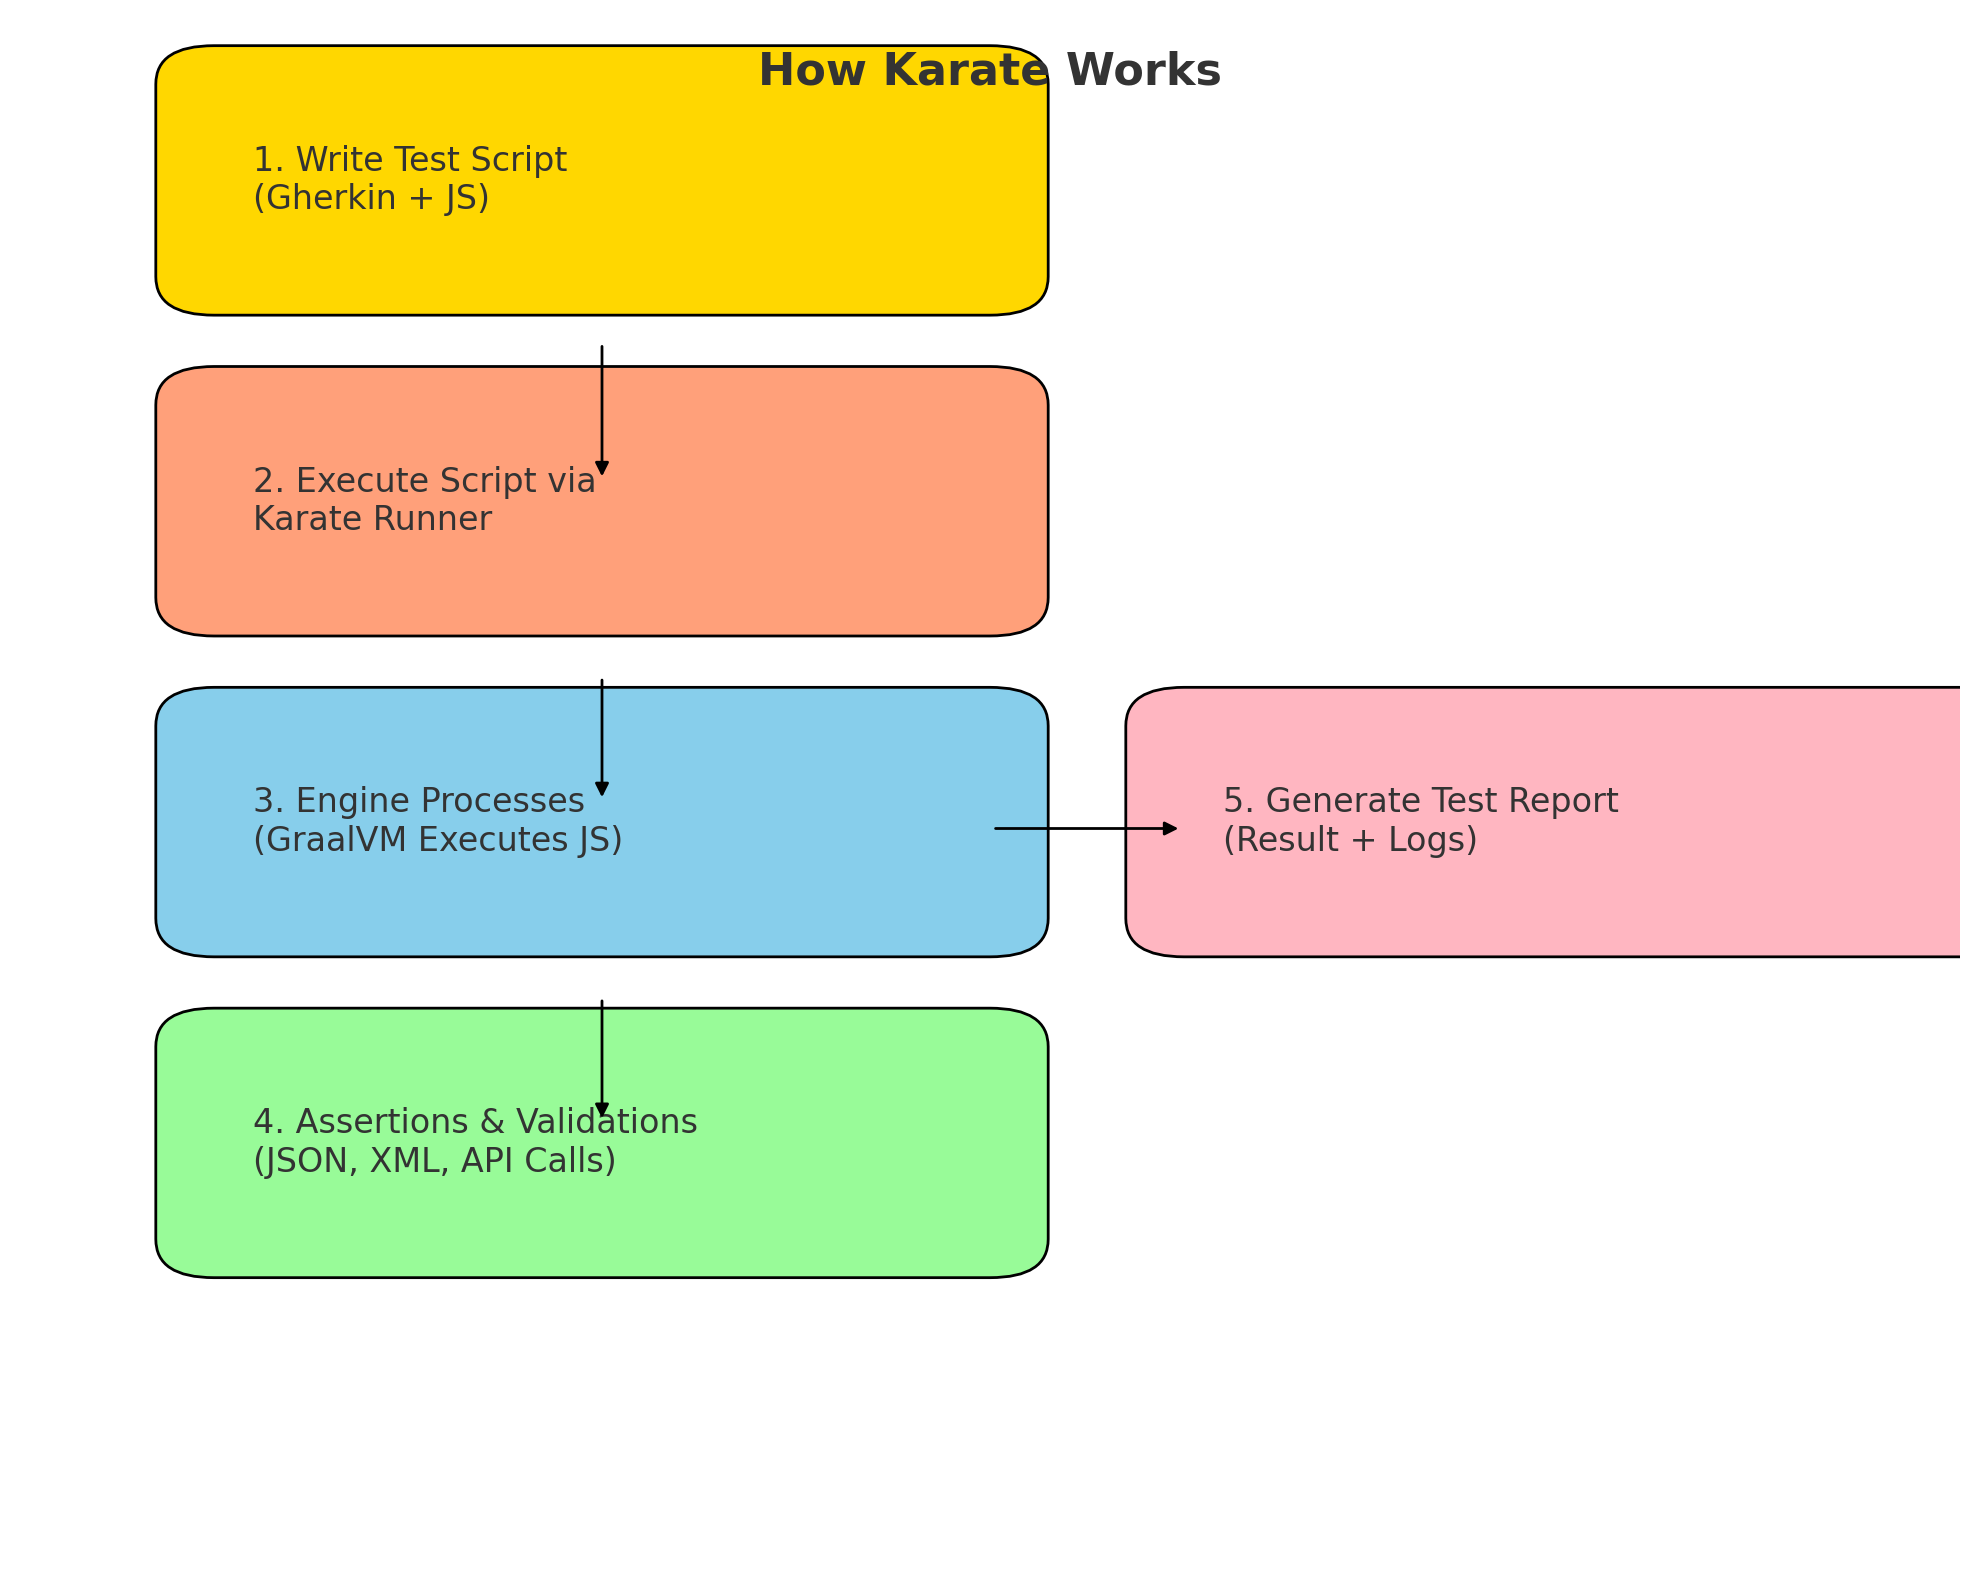 How Karate Works
1. Write Test Script
(Gherkin + JS)
2. Execute Script via
Karate Runner
3. Engine Processes
(GraalVM Executes JS)
5. Generate Test Report
(Result + Logs)
4. Assertions & Validations
(JSON, XML, API Calls)